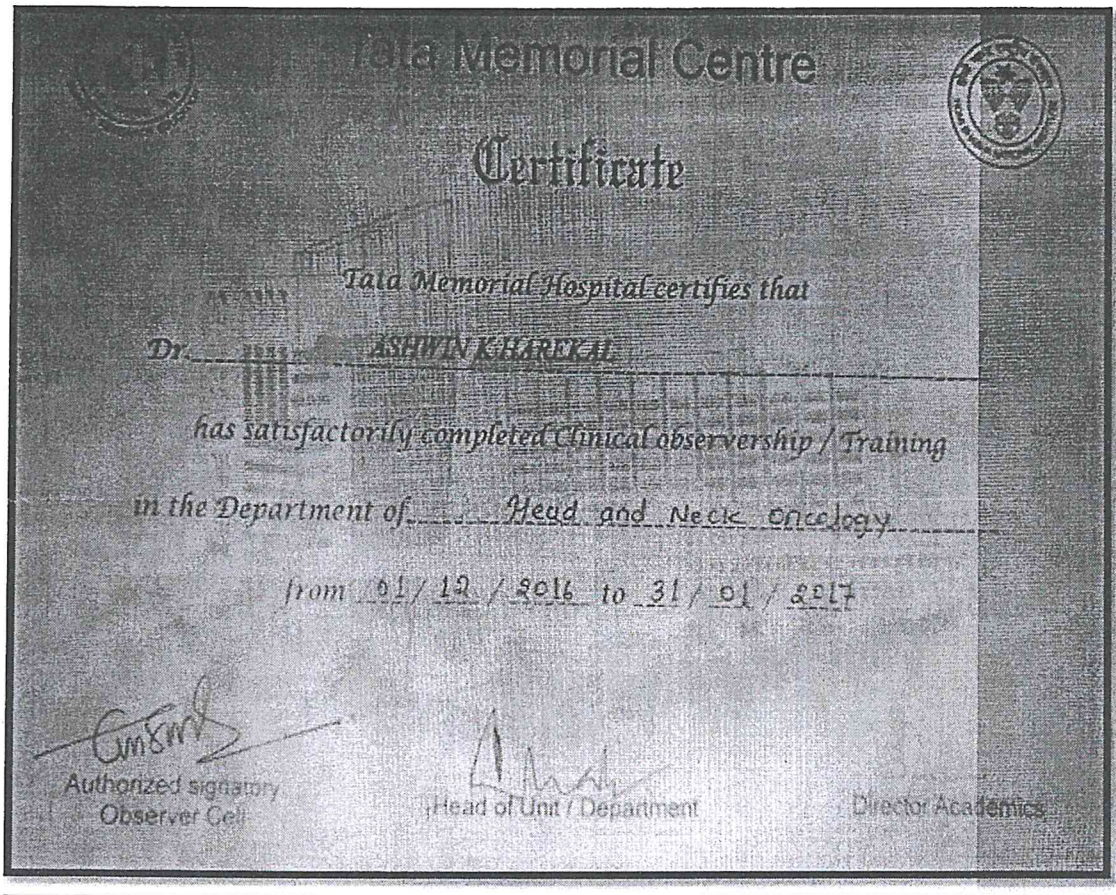 Tata Memorial Centre
Certificate
Tata Memorial Hospital certifies that
Dr. ASHWIN K HAREKAL
has satisfactorily completed Clinical observership / Training
in the Department of Head and Neck oncology
from 01/12/2016 to 31/01/2017
Authorized signatory
Observer Cell
Head of Unit / Department
Director Academics